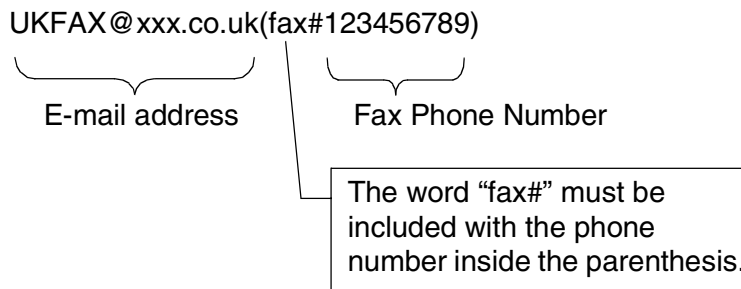 UKFAX@xxx.co.uk(fax#123456789)
E-mail address Fax Phone Number
The word “fax#” must be
included with the phone
number inside the parenthesis.